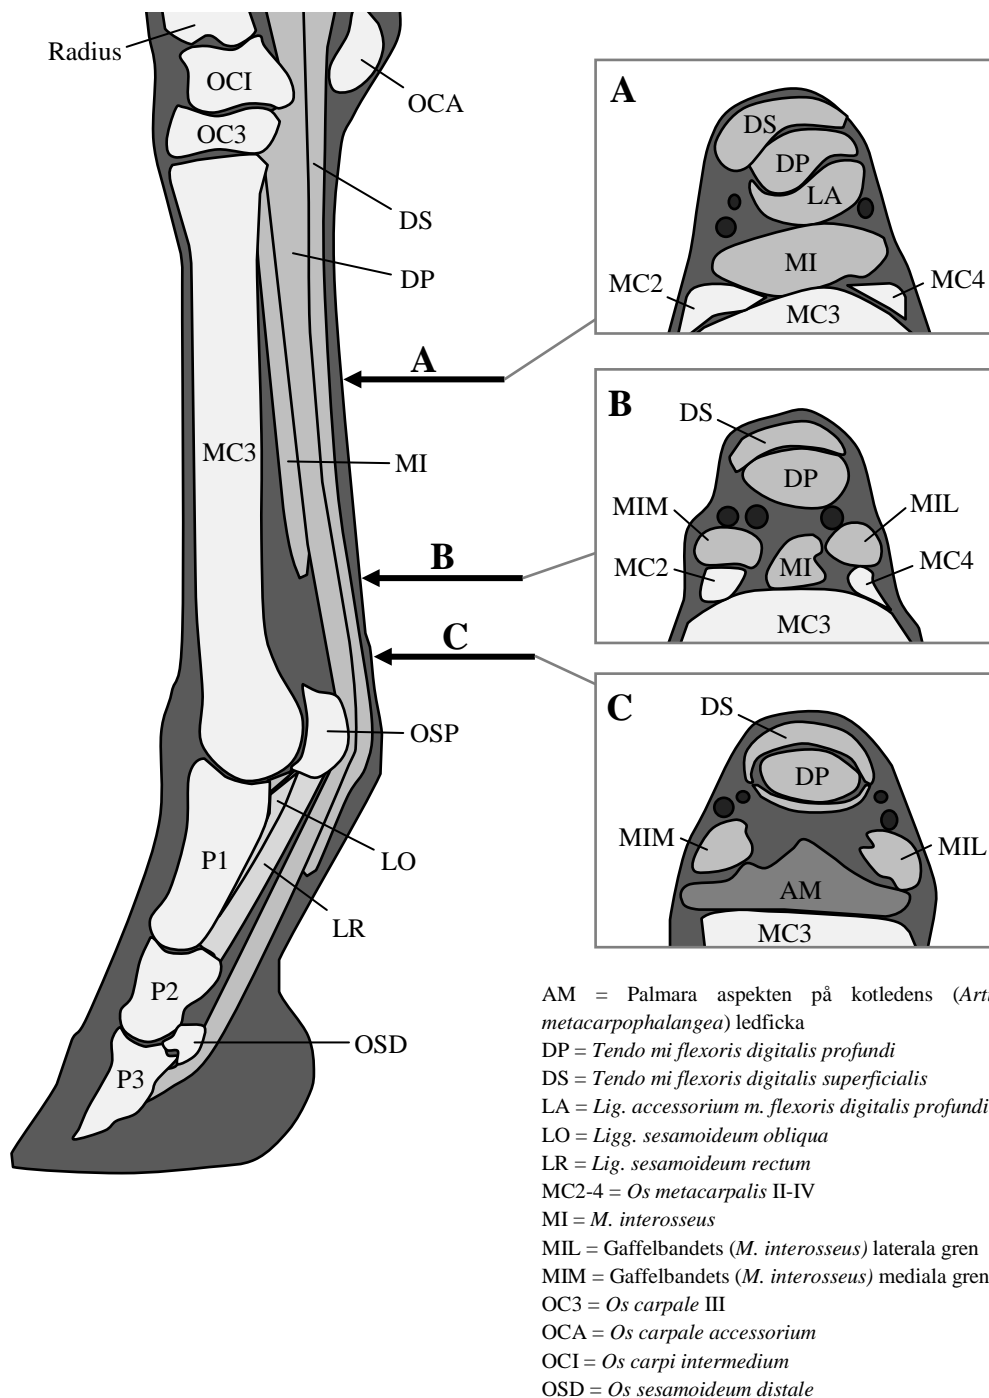 Radius
OCI
OCA
OC3
DS
DP
A
MC3
MI
B
C
OSP
P1
LO
LR
P2
OSD
P3
A
DS
DP
LA
MI
MC2
MC4
MC3
B
DS
DP
MIM
MIL
MI
MC2
MC4
MC3
C
DS
DP
MIM
MIL
AM
MC3
AM = Palmara aspekten på kotledens (Arti
metacarpophalangea) ledficka
DP = Tendo mi flexoris digitalis profundi
DS = Tendo mi flexoris digitalis superficialis
LA = Lig. accessorium m. flexoris digitalis profundi
LO = Ligg. sesamoideum obliqua
LR = Lig. sesamoideum rectum
MC2-4 = Os metacarpalis II-IV
MI = M. interosseus
MIL = Gaffelbandets (M. interosseus) laterala gren
MIM = Gaffelbandets (M. interosseus) mediala gren
OC3 = Os carpale III
OCA = Os carpale accessorium
OCI = Os carpi intermedium
OSD = Os sesamoideum distale